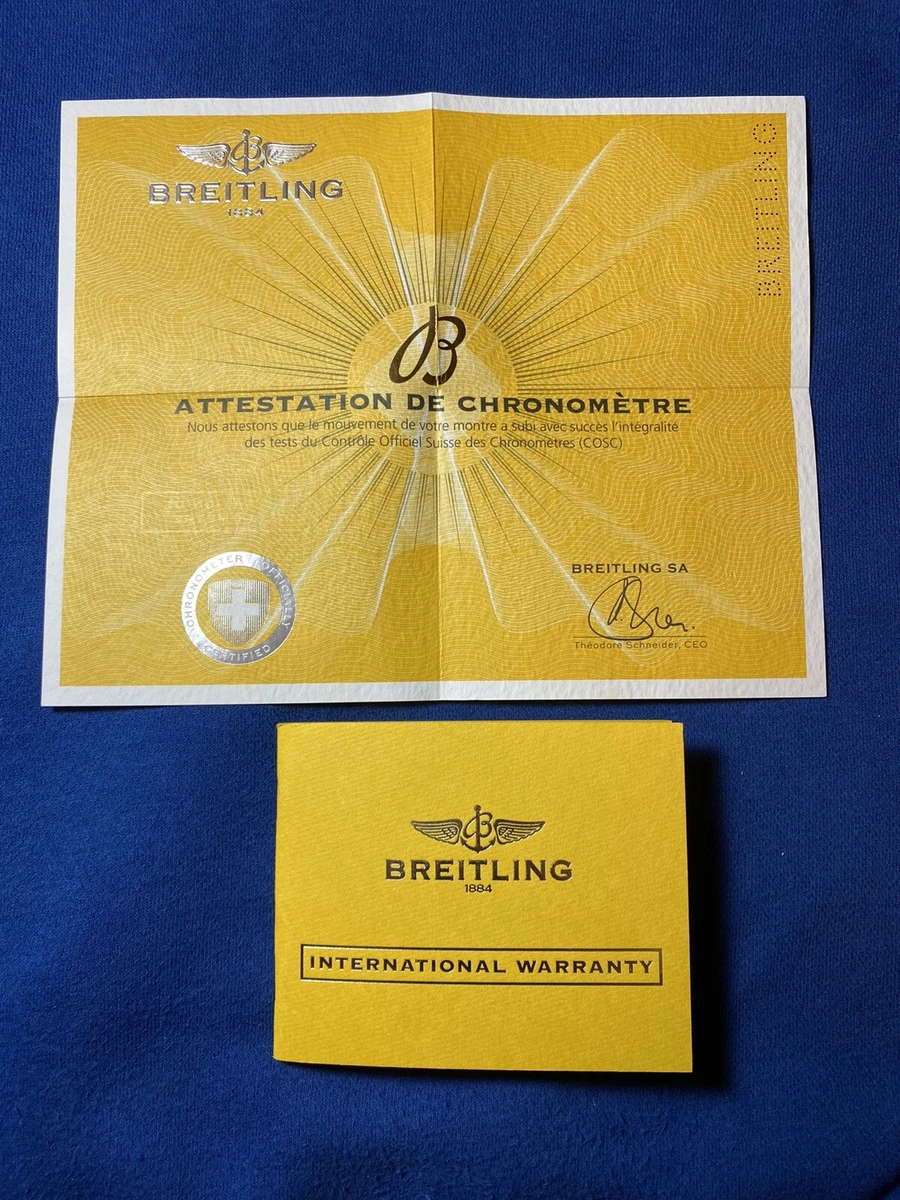 BREITLING
1884
BREITLING
B
ATTESTATION DE CHRONOMÈTRE
Nous attestons que le mouvement de votre montre a subi avec succès l'intégralité
des tests du Contrôle Officiel Suisse des Chronomètres (COSC)
CHRONOMETER OFFICIALLY
CERTIFIED
BREITLING SA
Théodore Schneider, CEO
B
BREITLING
1884
INTERNATIONAL WARRANTY